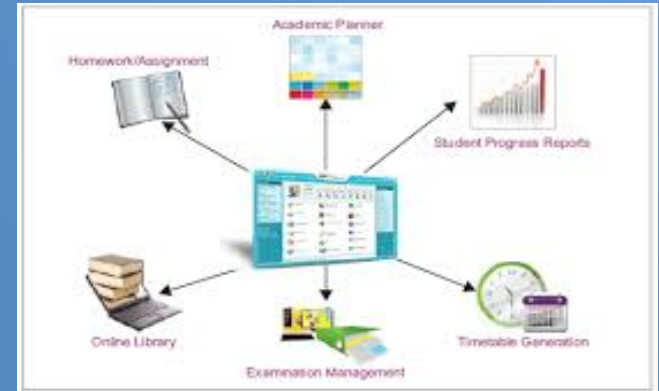 Academic Planner
Homework/Assignment
Student Progress Reports
Online Library
Timetable Generation
Examination Management